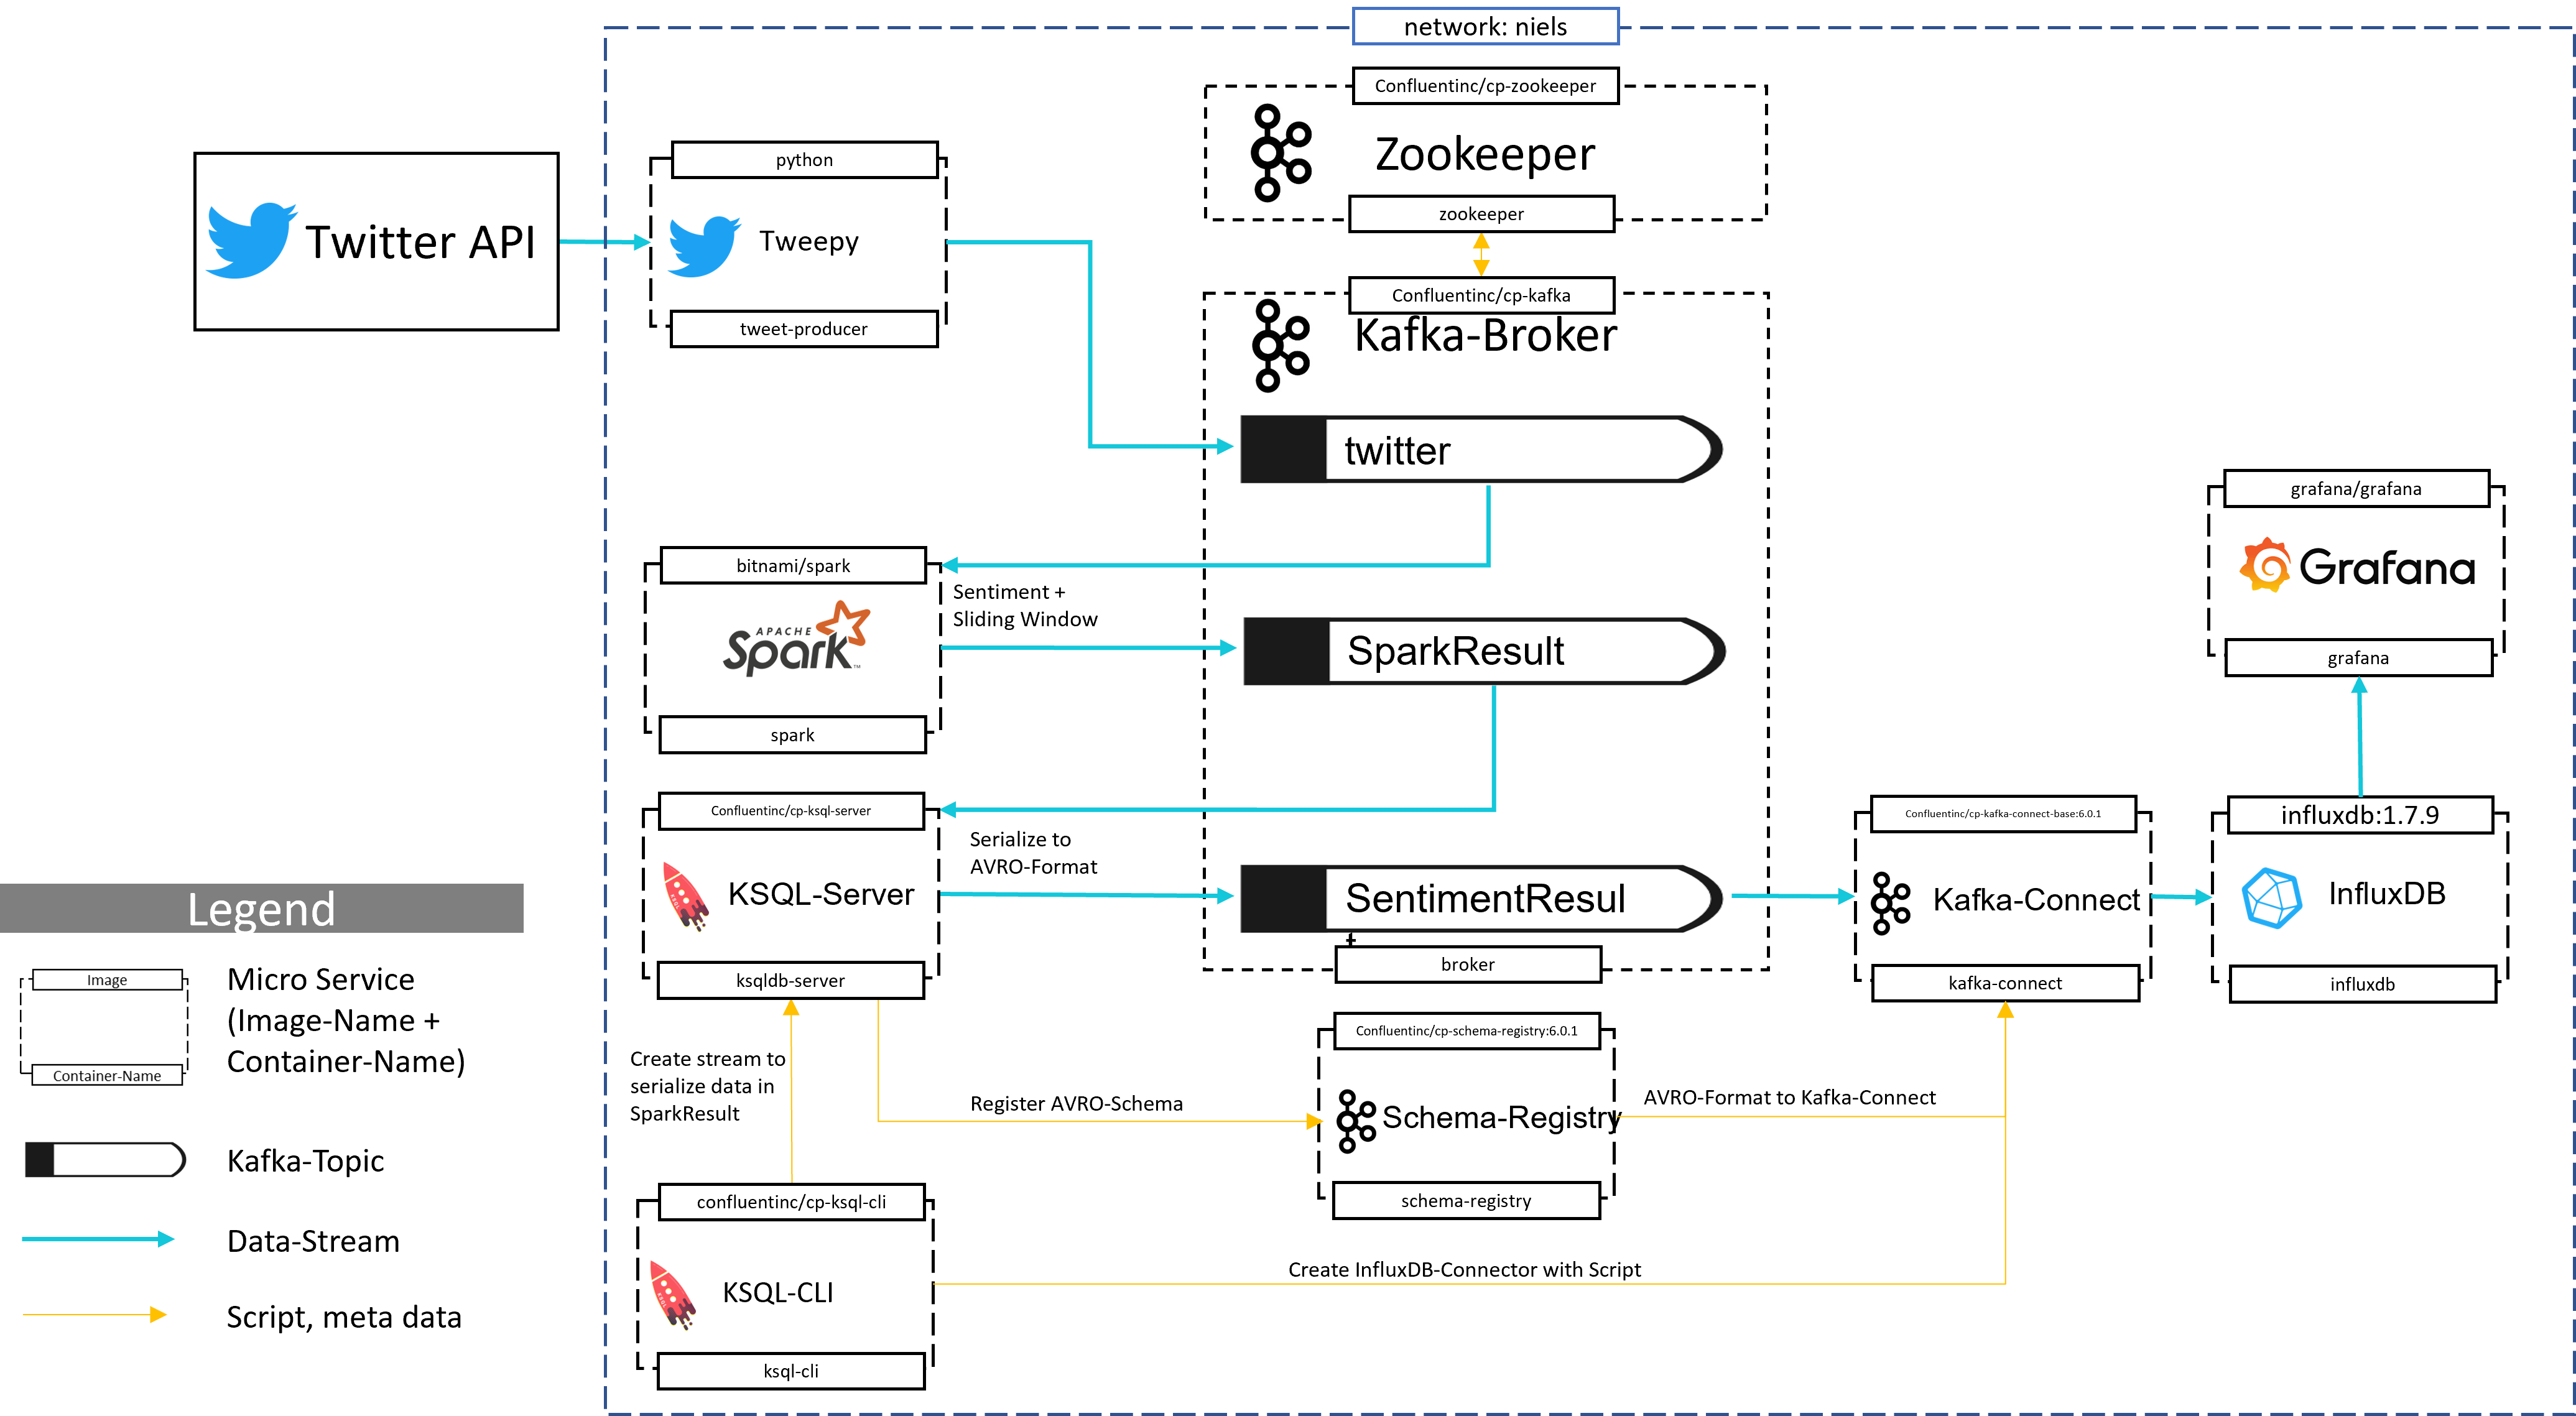 network: niels
Confluentinc/cp-zookeeper
Zookeeper
zookeeper
Twitter API
python
Tweepy
tweet-producer
Confluentinc/cp-kafka
Kafka-Broker
twitter
bitnami/spark
Sentiment +
Sliding Window
APACHE
Spark
TM
spark
SparkResult
grafana/grafana
Grafana
grafana
Confluentinc/cp-ksql-server
Serialize to
AVRO-Format
KSQL-Server
ksqldb-server
SentimentResul
t
broker
Confluentinc/cp-kafka-connect-base:6.0.1
Kafka-Connect
kafka-connect
influxdb:1.7.9
InfluxDB
influxdb
Create stream to
serialize data in
SparkResult
Register AVRO-Schema
Confluentinc/cp-schema-registry:6.0.1
Schema-Registry
schema-registry
AVRO-Format to Kafka-Connect
confluentinc/cp-ksql-cli
KSQL-CLI
ksql-cli
Create InfluxDB-Connector with Script
Legend
Image
Container-Name
Micro Service
(Image-Name +
Container-Name)
Kafka-Topic
Data-Stream
Script, meta data